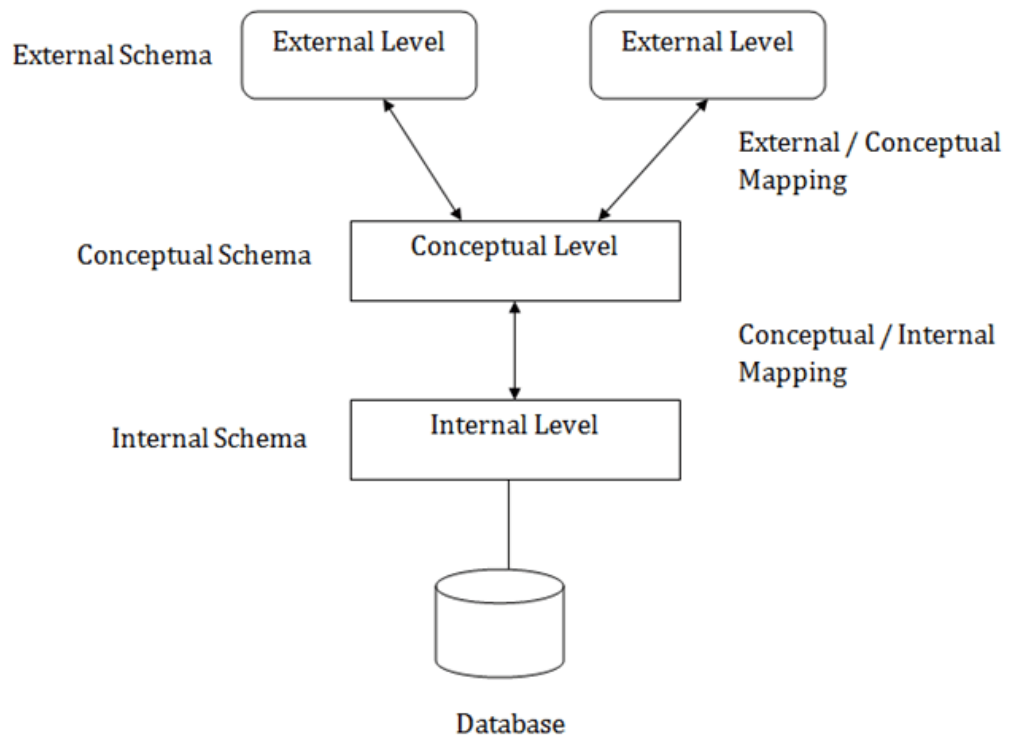 External Schema
External Level
External Level
External / Conceptual
Mapping
Conceptual Schema
Conceptual Level
Conceptual / Internal
Mapping
Internal Schema
Internal Level
Database